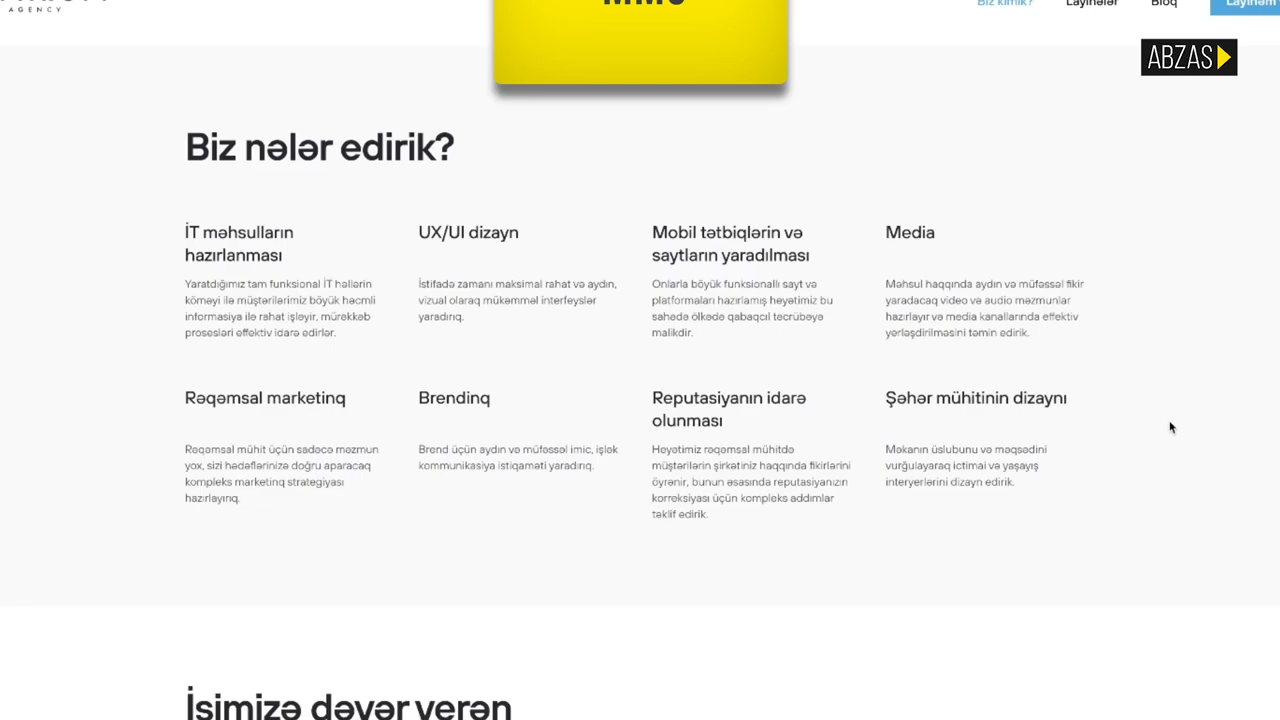 AGENCY
Biz kimik?
Layihələr
Bloq
Layihəm
ABZAS
Biz nələr edirik?
İT məhsulların
hazırlanması
Yaratdığımız tam funksional İT həllərin
köməyi ilə müştərilərimiz böyük həcmli
informasiya ilə rahat işləyir, mürəkkəb
prosesləri effektiv idarə edirlər.
UX/UI dizayn
İstifadə zamanı maksimal rahat və aydın,
vizual olaraq mükəmməl interfeyslər
yaradırıq.
Mobil tətbiqlərin və
saytların yaradılması
Onlarla böyük funksionallı sayt və
platformaları hazırlamış heyətimiz bu
sahədə ölkədə qabaqcıl təcrübəyə
malikdir.
Media
Məhsul haqqında aydın və müfəssəl fikir
yaradacaq video və audio məzmunlar
hazırlayır və media kanallarında effektiv
yerləşdirilməsini təmin edirik.
Rəqəmsal marketinq
Rəqəmsal mühit üçün sadəcə məzmun
yox, sizi hədəflərinizə doğru aparacaq
kompleks marketinq strategiyası
hazırlayırıq.
Brendinq
Brend üçün aydın və müfəssəl imic, işlək
kommunikasiya istiqaməti yaradırıq.
Reputasiyanın idarə
olunması
Heyətimiz rəqəmsal mühitdə
müştərilərin şirkətiniz haqqında fikirlərini
öyrənir, bunun əsasında reputasiyanızın
korreksiyası üçün kompleks addımlar
təklif edirik.
Şəhər mühitinin dizaynı
Məkanın üslubunu və məqsədini
vurğulayaraq ictimai və yaşayış
interyerlərini dizayn edirik.
İşimizə dəyər verən